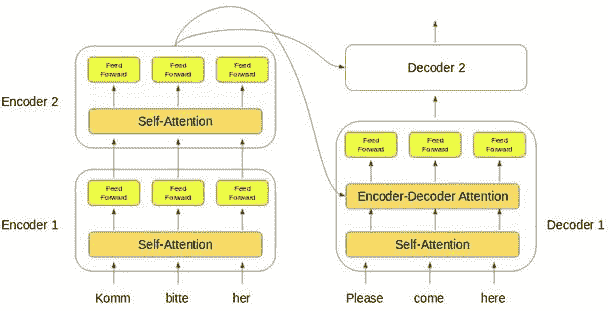 Encoder 2
Feed
Forward
Feed
Forward
Feed
Forward
Self-Attention
Encoder 1
Feed
Forward
Feed
Forward
Feed
Forward
Self-Attention
Komm
bitte
her
Decoder 2
Feed
Forward
Feed
Forward
Feed
Forward
Encoder-Decoder Attention
Decoder 1
Self-Attention
Please
come
here